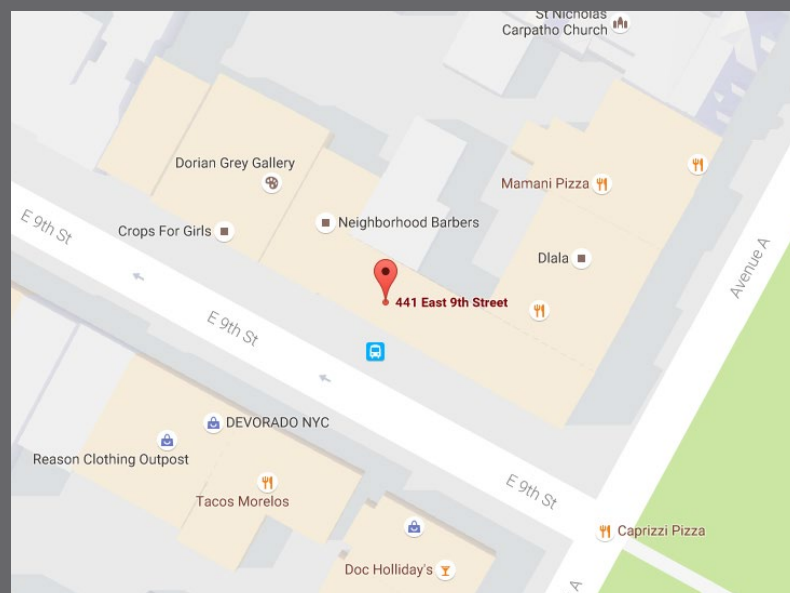 St Nicholas
Carpatho Church
Dorian Grey Gallery
Mamani Pizza
E 9th St
Crops For Girls
Neighborhood Barbers
Dlala
Avenue A
441 East 9th Street
E 9th St
DEVORADO NYC
Reason Clothing Outpost
Tacos Morelos
E 9th St
Caprizzi Pizza
Doc Holliday's
A